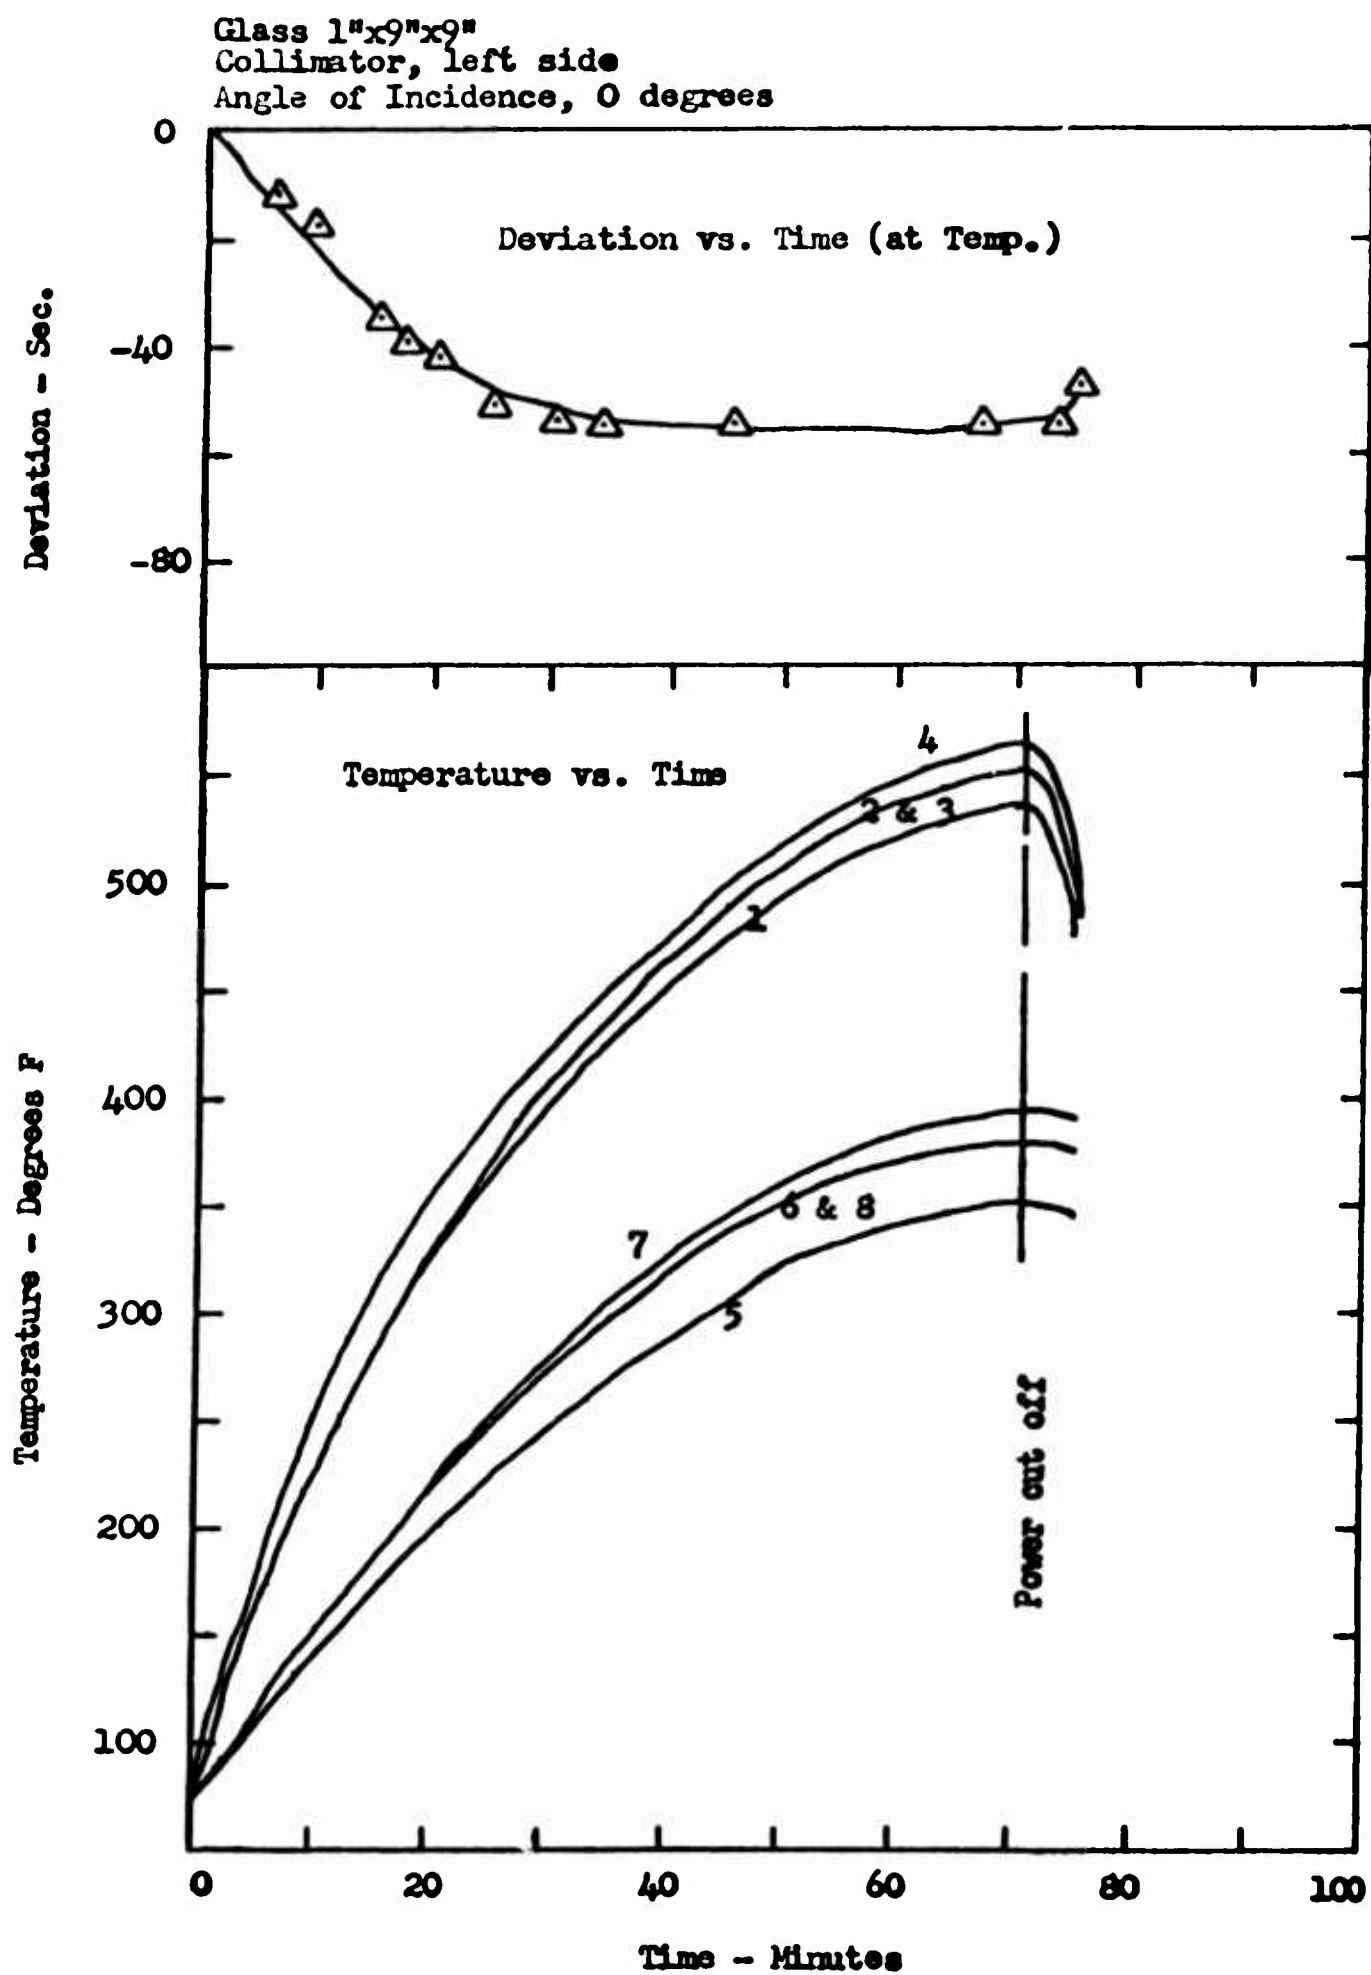 Glass 1"x9"x9"
Collimator, left side
Angle of Incidence, 0 degrees
0
Deviation vs. Time (at Temp.)
Deviation - Sec.
-40
-80
4
Temperature vs. Time
2 & 3
500
1
400
6 & 8
7
Temperature - Degrees F
300
5
Power cut off
200
100
0 20 40 60 80 100
Time - Minutes